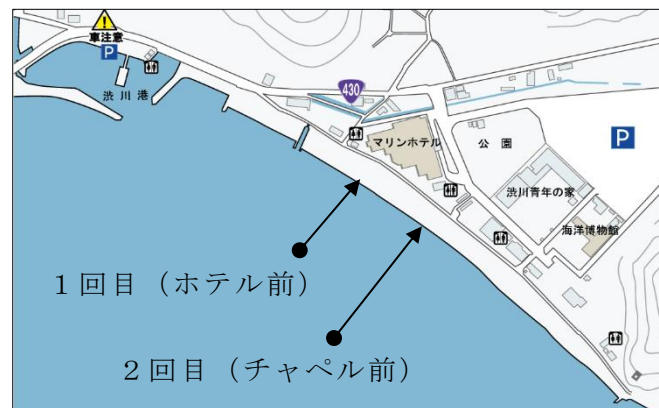 !
車注意
P
渋川港
430
マリンホテル
公園
P
渋川青年の家
海洋博物館
1回目(ホテル前)
2回目(チャペル前)